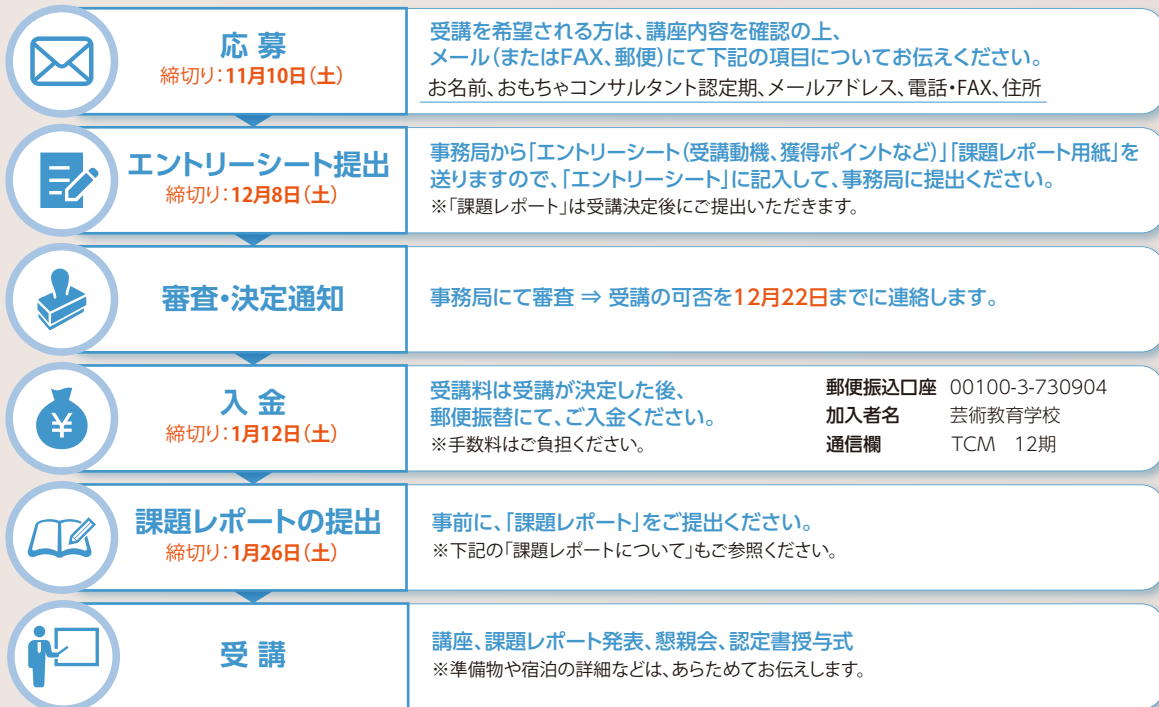 応募
締切り：11月10日（土）
受講を希望される方は、講座内容を確認の上、
メール（またはFAX、郵便）にて下記の項目についてお伝えください。
お名前、おもちゃコンサルタント認定期、メールアドレス、電話・FAX、住所
エントリーシート提出
締切り：12月8日（土）
事務局から「エントリーシート（受講動機、獲得ポイントなど）」「課題レポート用紙」を
送りますので、「エントリーシート」に記入して、事務局に提出ください。
※「課題レポート」は受講決定後にご提出いただきます。
審査・決定通知
事務局にて審査 ⇒ 受講の可否を12月22日までに連絡します。
¥
入金
締切り：1月12日（土）
受講料は受講が決定した後、
郵便振替にて、ご入金ください。
※手数料はご負担ください。
郵便振込口座 00100-3-730904
加入者名 芸術教育学校
通信欄 TCM 12期
課題レポートの提出
締切り：1月26日（土）
事前に、「課題レポート」をご提出ください。
※下記の「課題レポートについて」もご参照ください。
受講
講座、課題レポート発表、懇親会、認定書授与式
※準備物や宿泊の詳細などは、あらためてお伝えします。